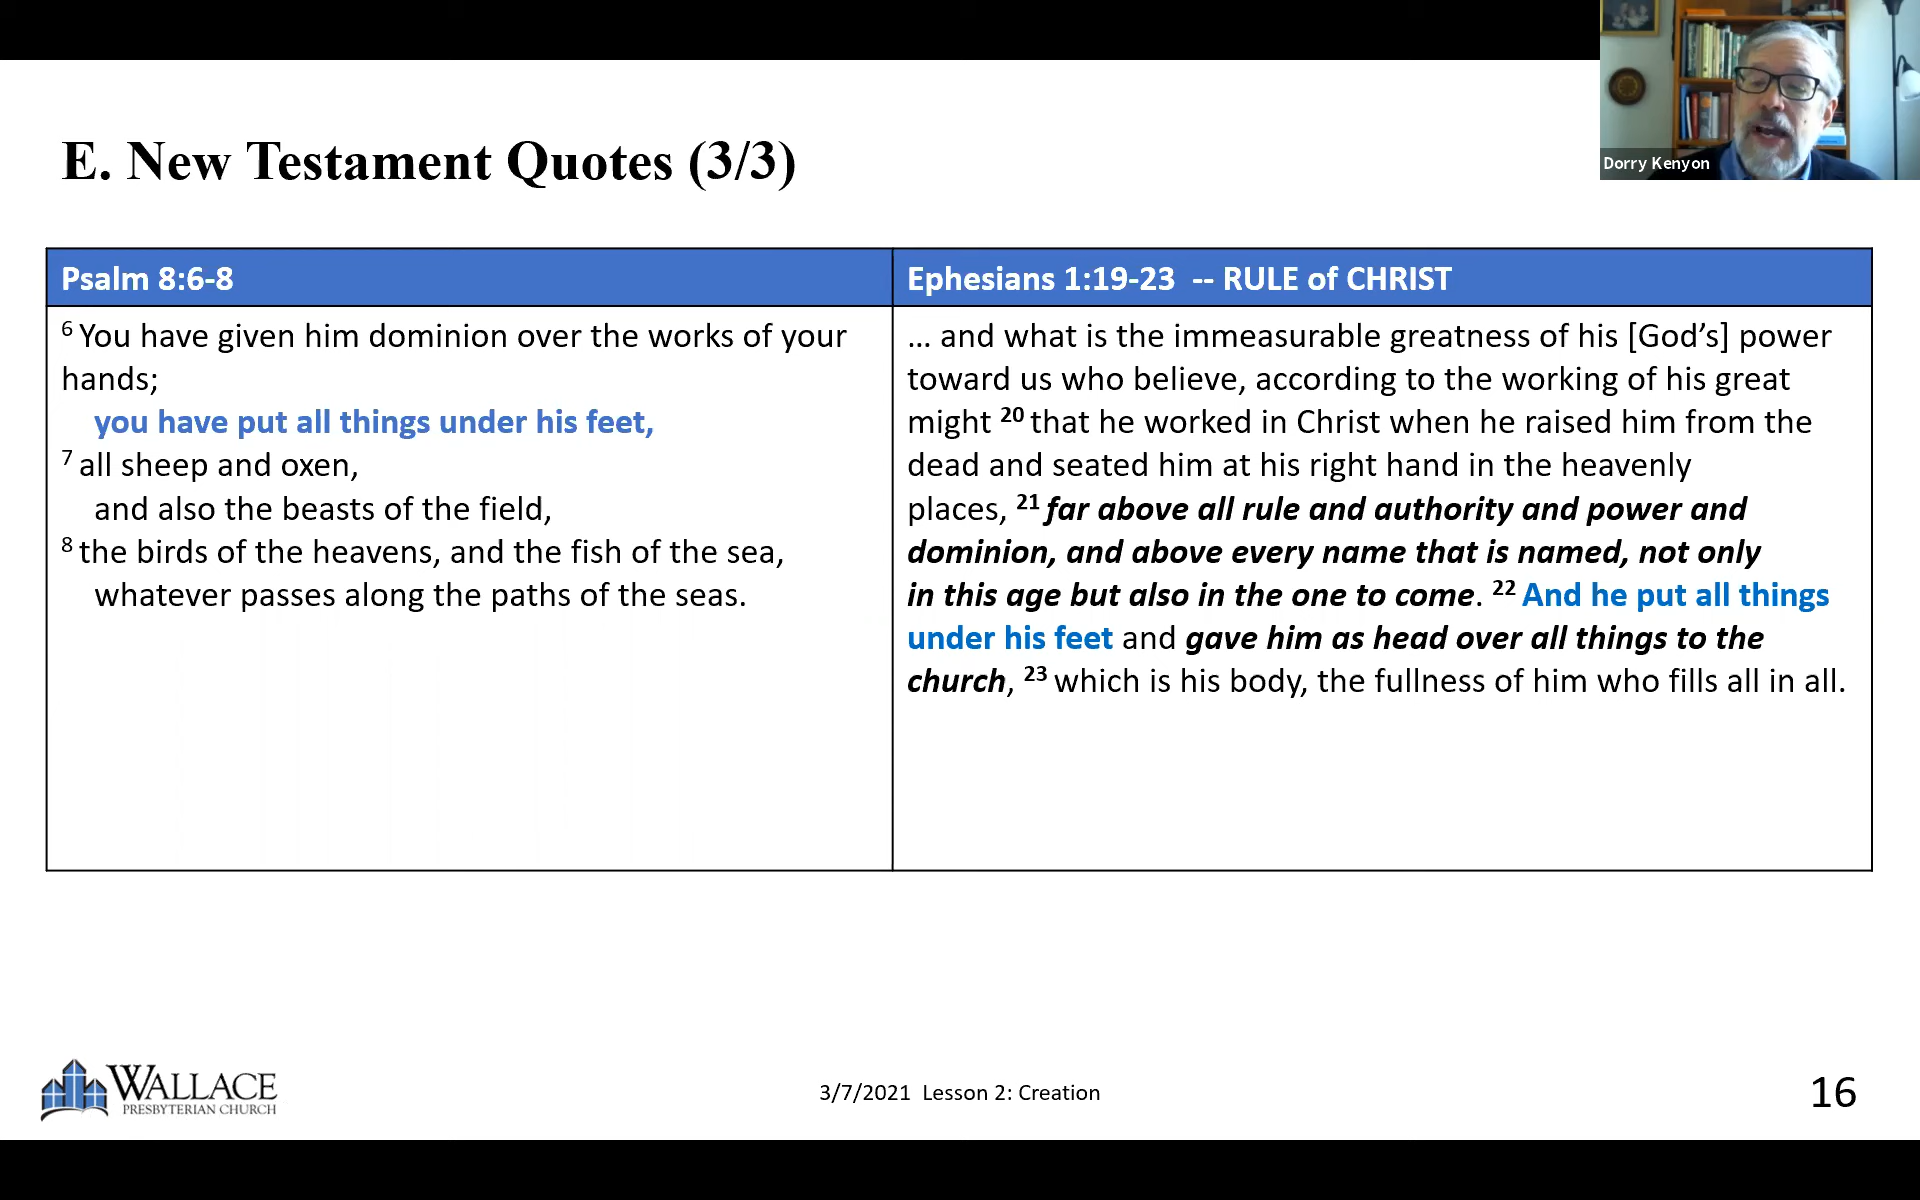 Dorry Kenyon
E. New Testament Quotes (3/3)
Psalm 8:6-8
6 You have given him dominion over the works of your
hands;
you have put all things under his feet,
7 all sheep and oxen,
and also the beasts of the field,
8 the birds of the heavens, and the fish of the sea,
whatever passes along the paths of the seas.
Ephesians 1:19-23 -- RULE of CHRIST
… and what is the immeasurable greatness of his [God’s] power
toward us who believe, according to the working of his great
might 20 that he worked in Christ when he raised him from the
dead and seated him at his right hand in the heavenly
places, 21 far above all rule and authority and power and
dominion, and above every name that is named, not only
in this age but also in the one to come. 22 And he put all things
under his feet and gave him as head over all things to the
church, 23 which is his body, the fullness of him who fills all in all.
WALLACE
PRESBYTERIAN CHURCH
3/7/2021 Lesson 2: Creation
16